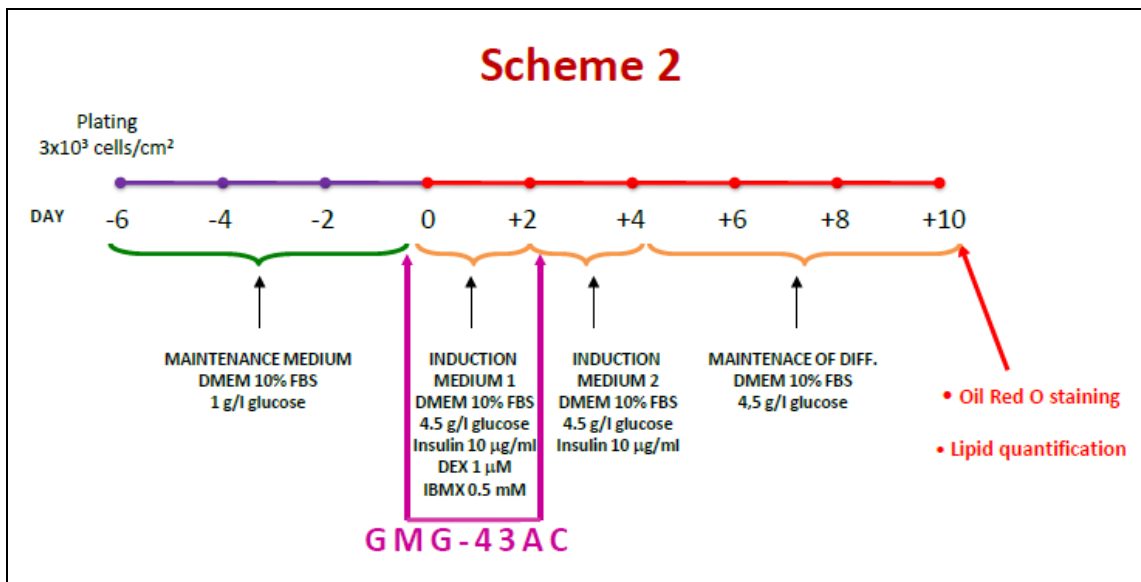 Scheme 2
Plating
3x10³ cells/cm²
DAY -6 -4 -2 0 +2 +4 +6 +8 +10
MAINTENANCE MEDIUM
DMEM 10% FBS
1 g/l glucose
INDUCTION
MEDIUM 1
DMEM 10% FBS
4.5 g/l glucose
Insulin 10 μg/ml
DEX 1 μM
IBMX 0.5 mM
INDUCTION
MEDIUM 2
DMEM 10% FBS
4.5 g/l glucose
Insulin 10 μg/ml
MAINTENACE OF DIFF.
DMEM 10% FBS
4,5 g/l glucose
• Oil Red O staining
• Lipid quantification
GMG-43AC